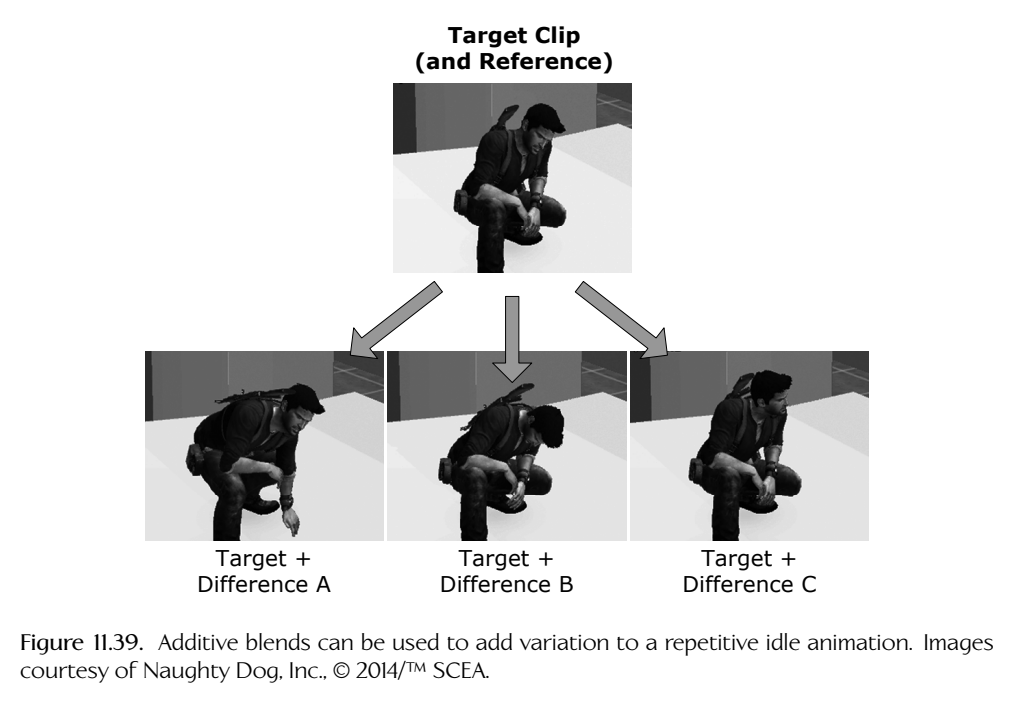 Target Clip
(and Reference)
Target +
Difference A
Target +
Difference B
Target +
Difference C
Figure 11.39. Additive blends can be used to add variation to a repetitive idle animation. Images
courtesy of Naughty Dog, Inc., © 2014/™ SCEA.